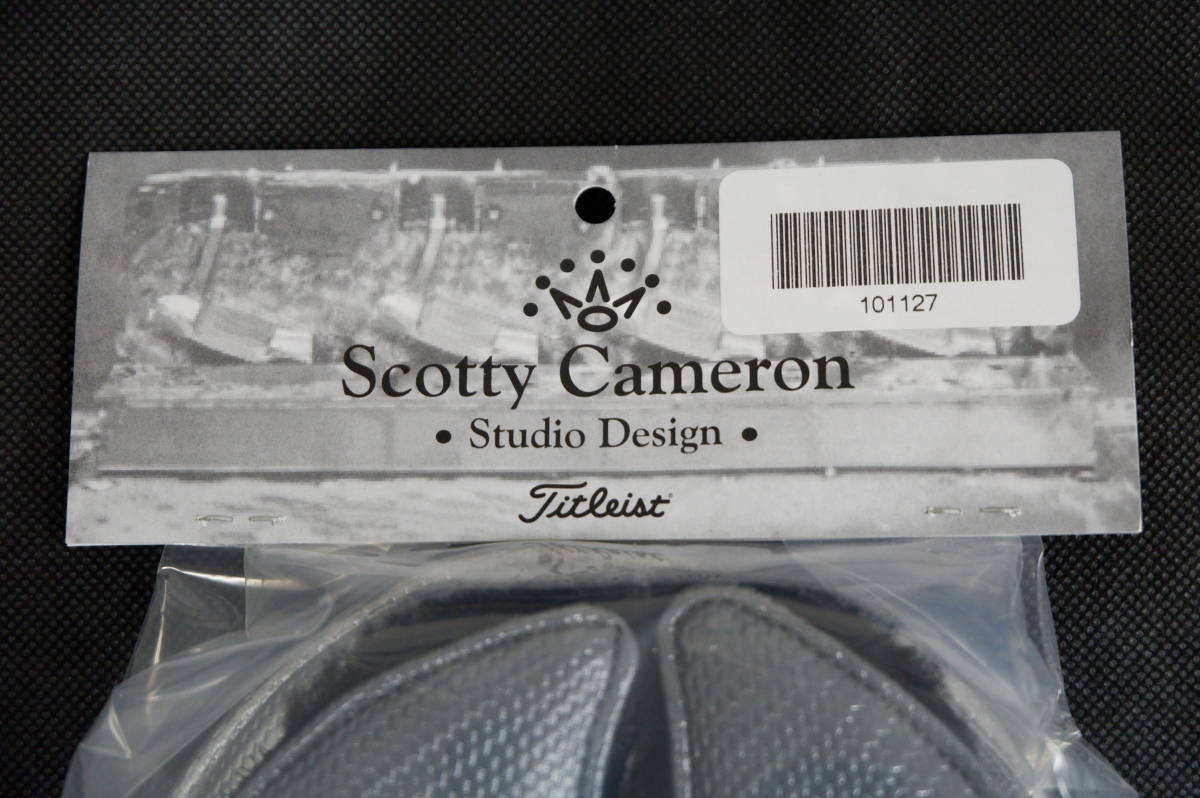 101127
Scotty Cameron
• Studio Design •
Titleist